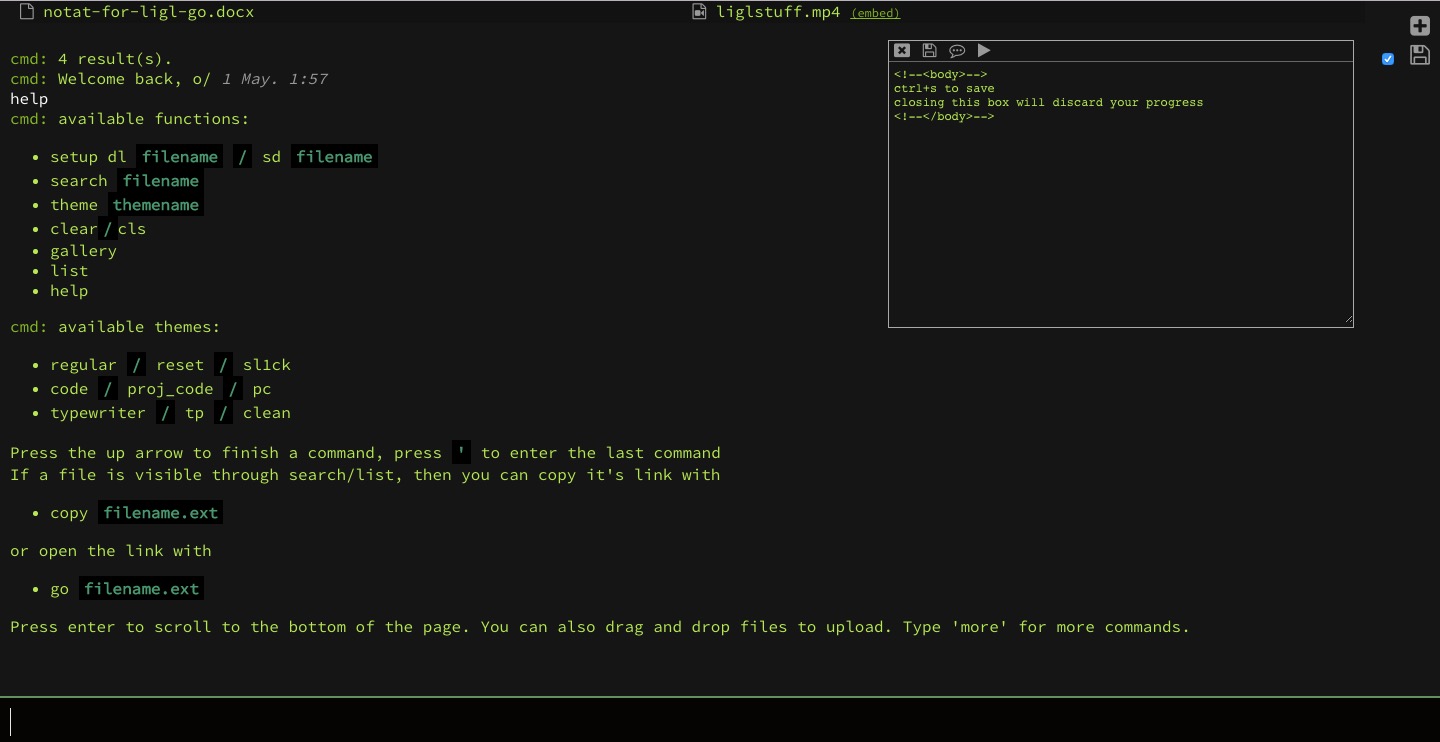 notat-for-ligl-go.docx
liglstuff.mp4 (embed)
cmd: 4 result(s).
cmd: Welcome back, o/ 1 May. 1:57
help
cmd: available functions:
• setup dl filename / sd filename
• search filename
• theme themename
• clear/cls
• gallery
• list
• help
cmd: available themes:
• regular / reset / sl1ck
• code / proj_code / pc
• typewriter / tp / clean
Press the up arrow to finish a command, press ' to enter the last command
If a file is visible through search/list, then you can copy it's link with
• copy filename.ext
or open the link with
• go filename.ext
Press enter to scroll to the bottom of the page. You can also drag and drop files to upload. Type 'more' for more commands.
<!--<body>-->
ctrl+s to save
closing this box will discard your progress
<!--</body>-->